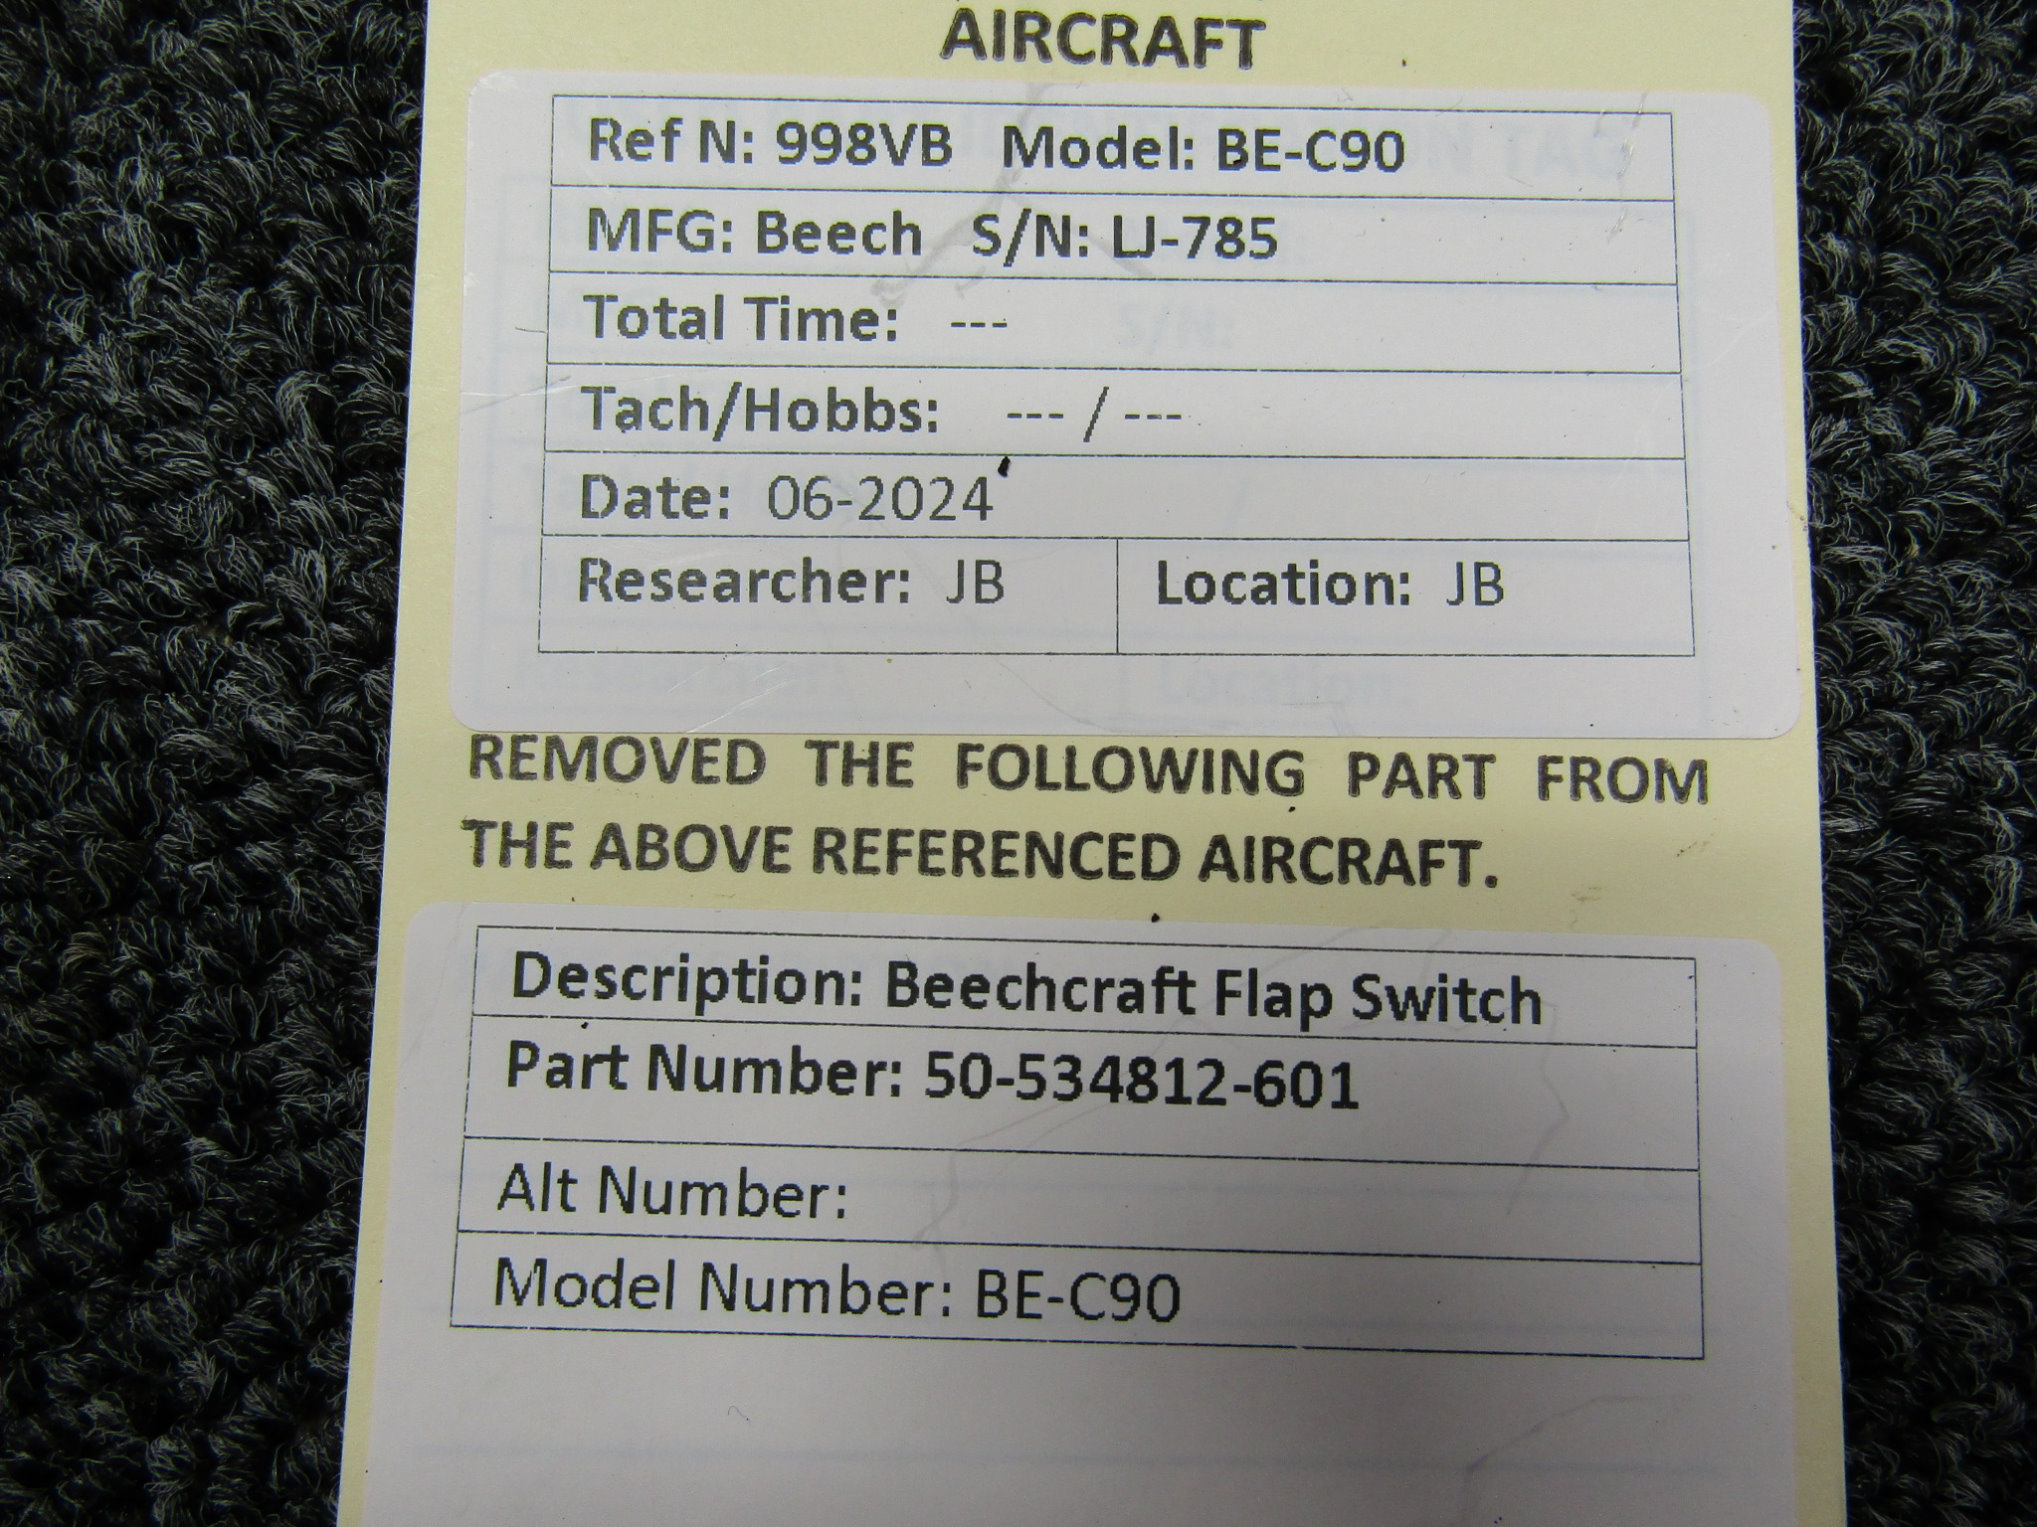 AIRCRAFT
Ref N: 998VB Model: BE-C90
MFG: Beech S/N: LJ-785
Total Time: ---
Tach/Hobbs: --- / ---
Date: 06-2024
Researcher: JB Location: JB
REMOVED THE FOLLOWING PART FROM
THE ABOVE REFERENCED AIRCRAFT.
Description: Beechcraft Flap Switch
Part Number: 50-534812-601
Alt Number:
Model Number: BE-C90